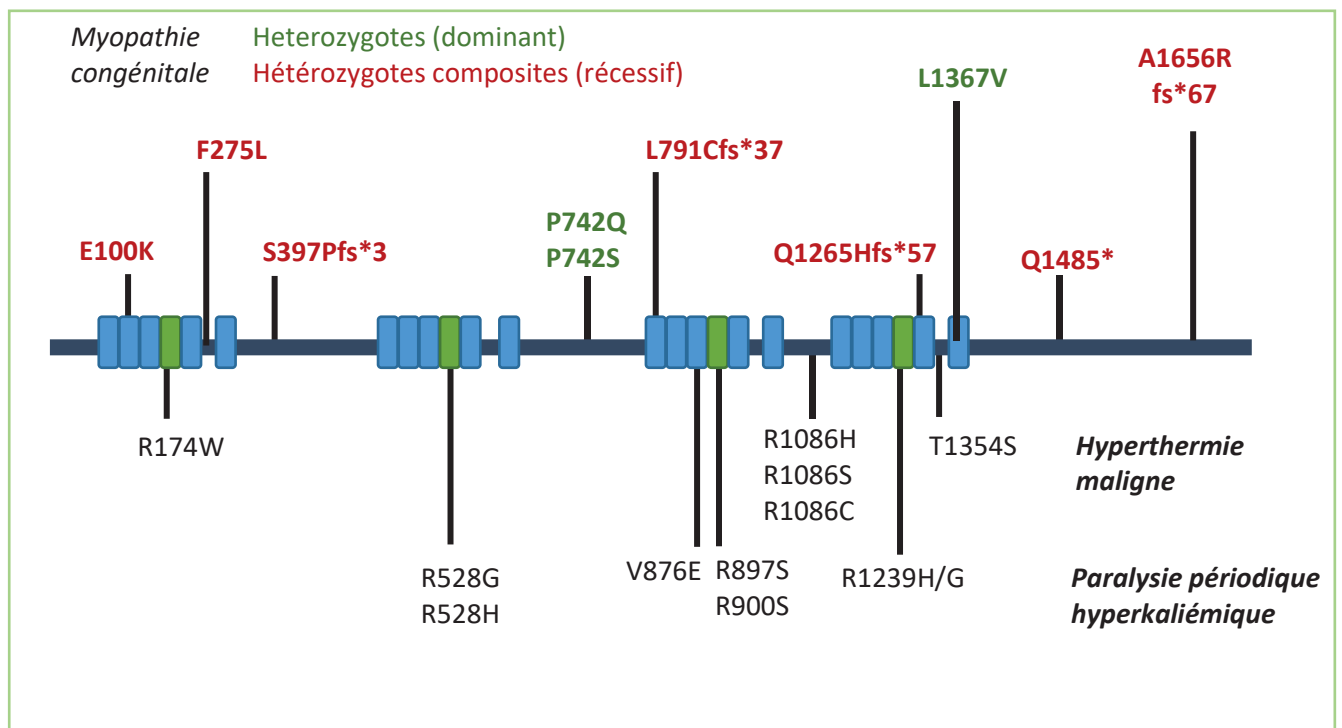 Myopathie
congénitale
Heterozygotes (dominant)
Hétérozygotes composites (récessif)
A1656R
fs*67
L1367V
F275L
L791Cfs*37
P742Q
P742S
E100K
S397Pfs*3
Q1265Hfs*57
Q1485*
R174W
R1086H
R1086S
R1086C
T1354S
Hyperthermie
maligne
R528G
R528H
V876E
R897S
R900S
R1239H/G
Paralysie périodique
hyperkaliémique